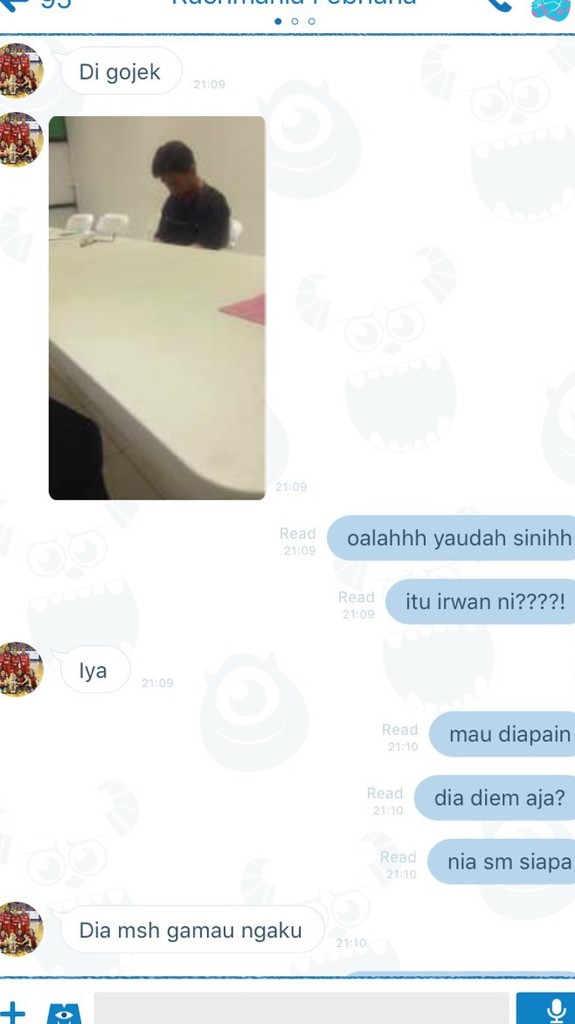 95
Di gojek
21:09
21:09
Read
21:09
oalahhh yaudah sinihh
Read
21:09
itu irwan ni????!
Iya
21:09
Read
21:10
mau diapain
Read
21:10
dia diem aja?
Read
21:10
nia sm siapa
Dia msh gamau ngaku
21:10